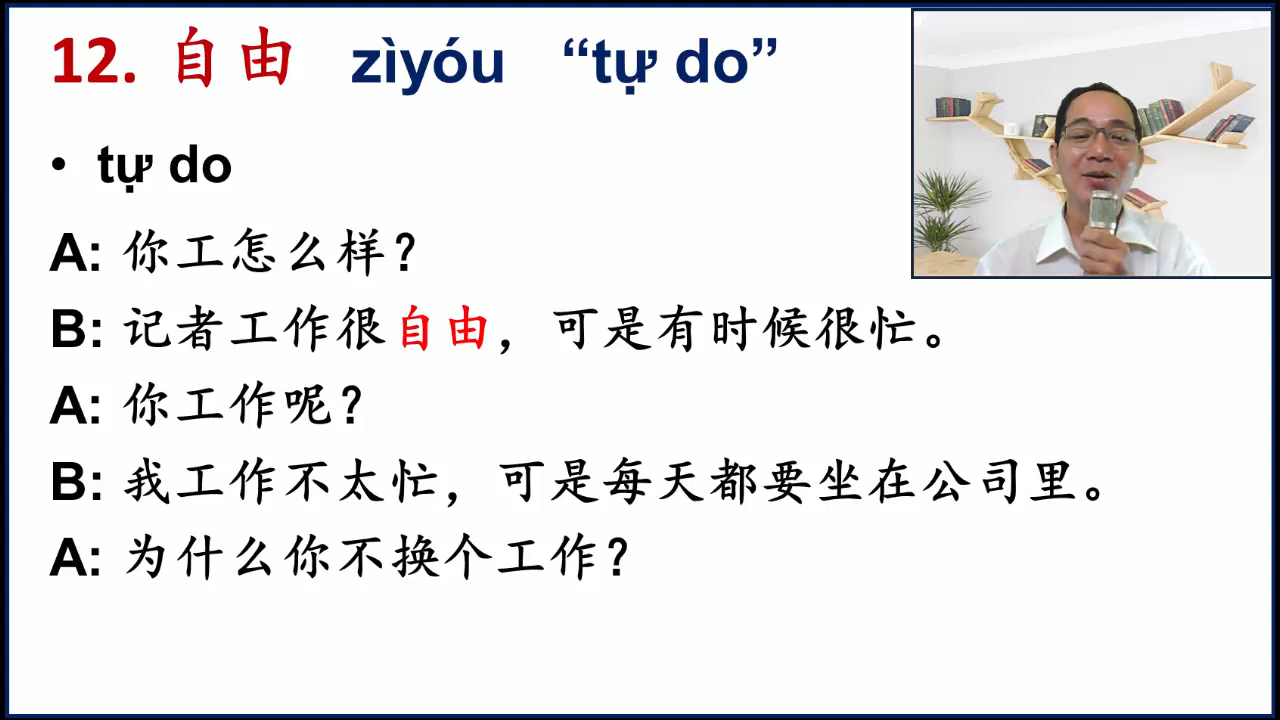 12. 自由 zìyóu “tự do”
• tự do
A: 你工怎么样？
B: 记者工作很自由，可是有时候很忙。
A: 你工作呢？
B: 我工作不太忙，可是每天都要坐在公司里。
A: 为什么你不换个工作？